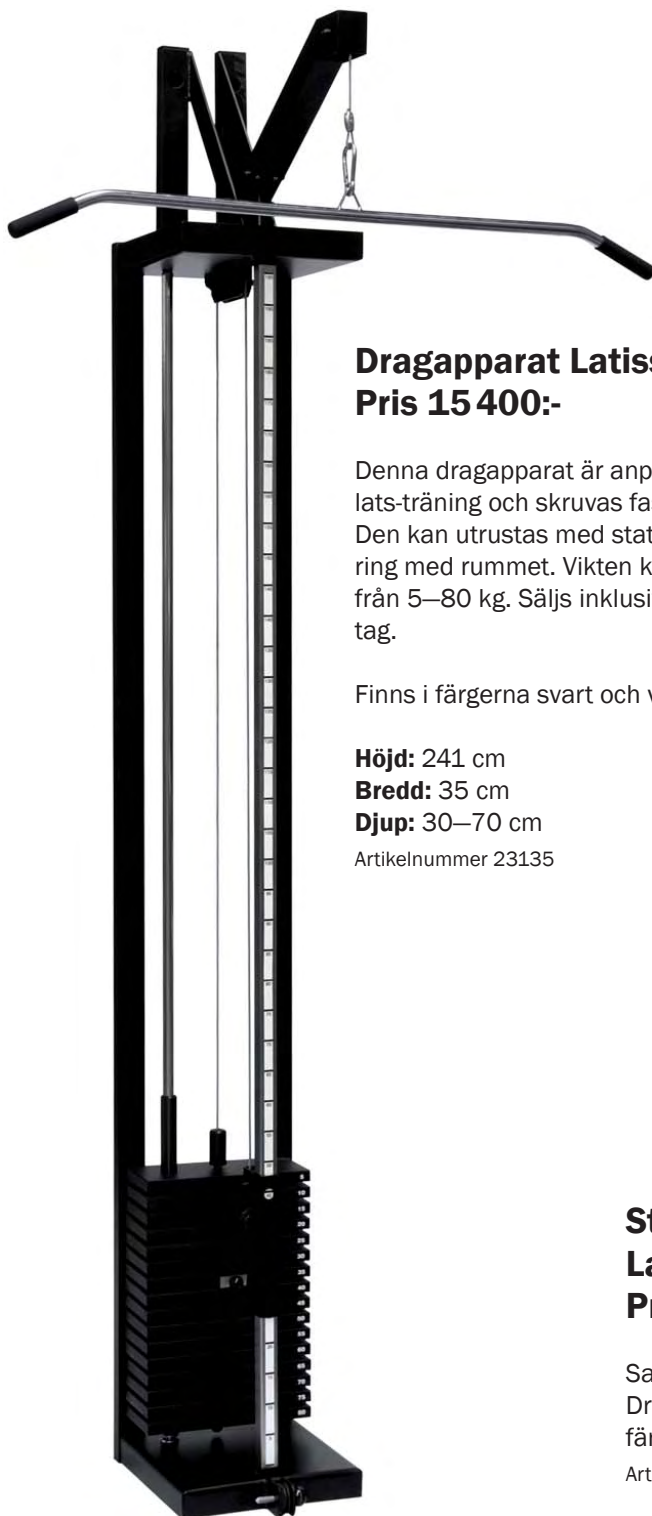 Dragapparat Latiss
Pris 15 400:-
Denna dragapparat är anp
lats-träning och skruvas fas
Den kan utrustas med stat
ring med rummet. Vikten k
från 5—80 kg. Säljs inklusi
tag.
Finns i färgerna svart och v
Höjd: 241 cm
Bredd: 35 cm
Djup: 30—70 cm
Artikelnummer 23135
St
La
Pr
Sa
Dr
fär
Art